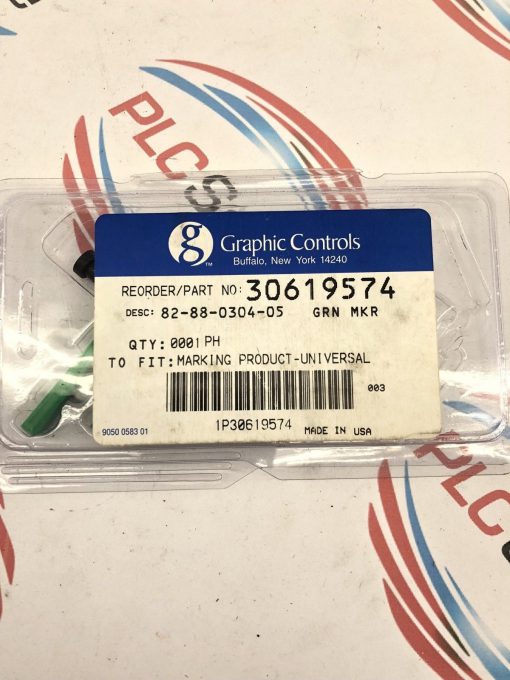 PLC S
g™
Graphic Controls
Buffalo, New York 14240
REORDER/PART NO: 30619574
DESC: 82-88-0304-05 GRN MKR
QTY: 0001 PH
TO FIT: MARKING PRODUCT-UNIVERSAL
003
1P30619574 MADE IN USA
9050 0583 01
PLC